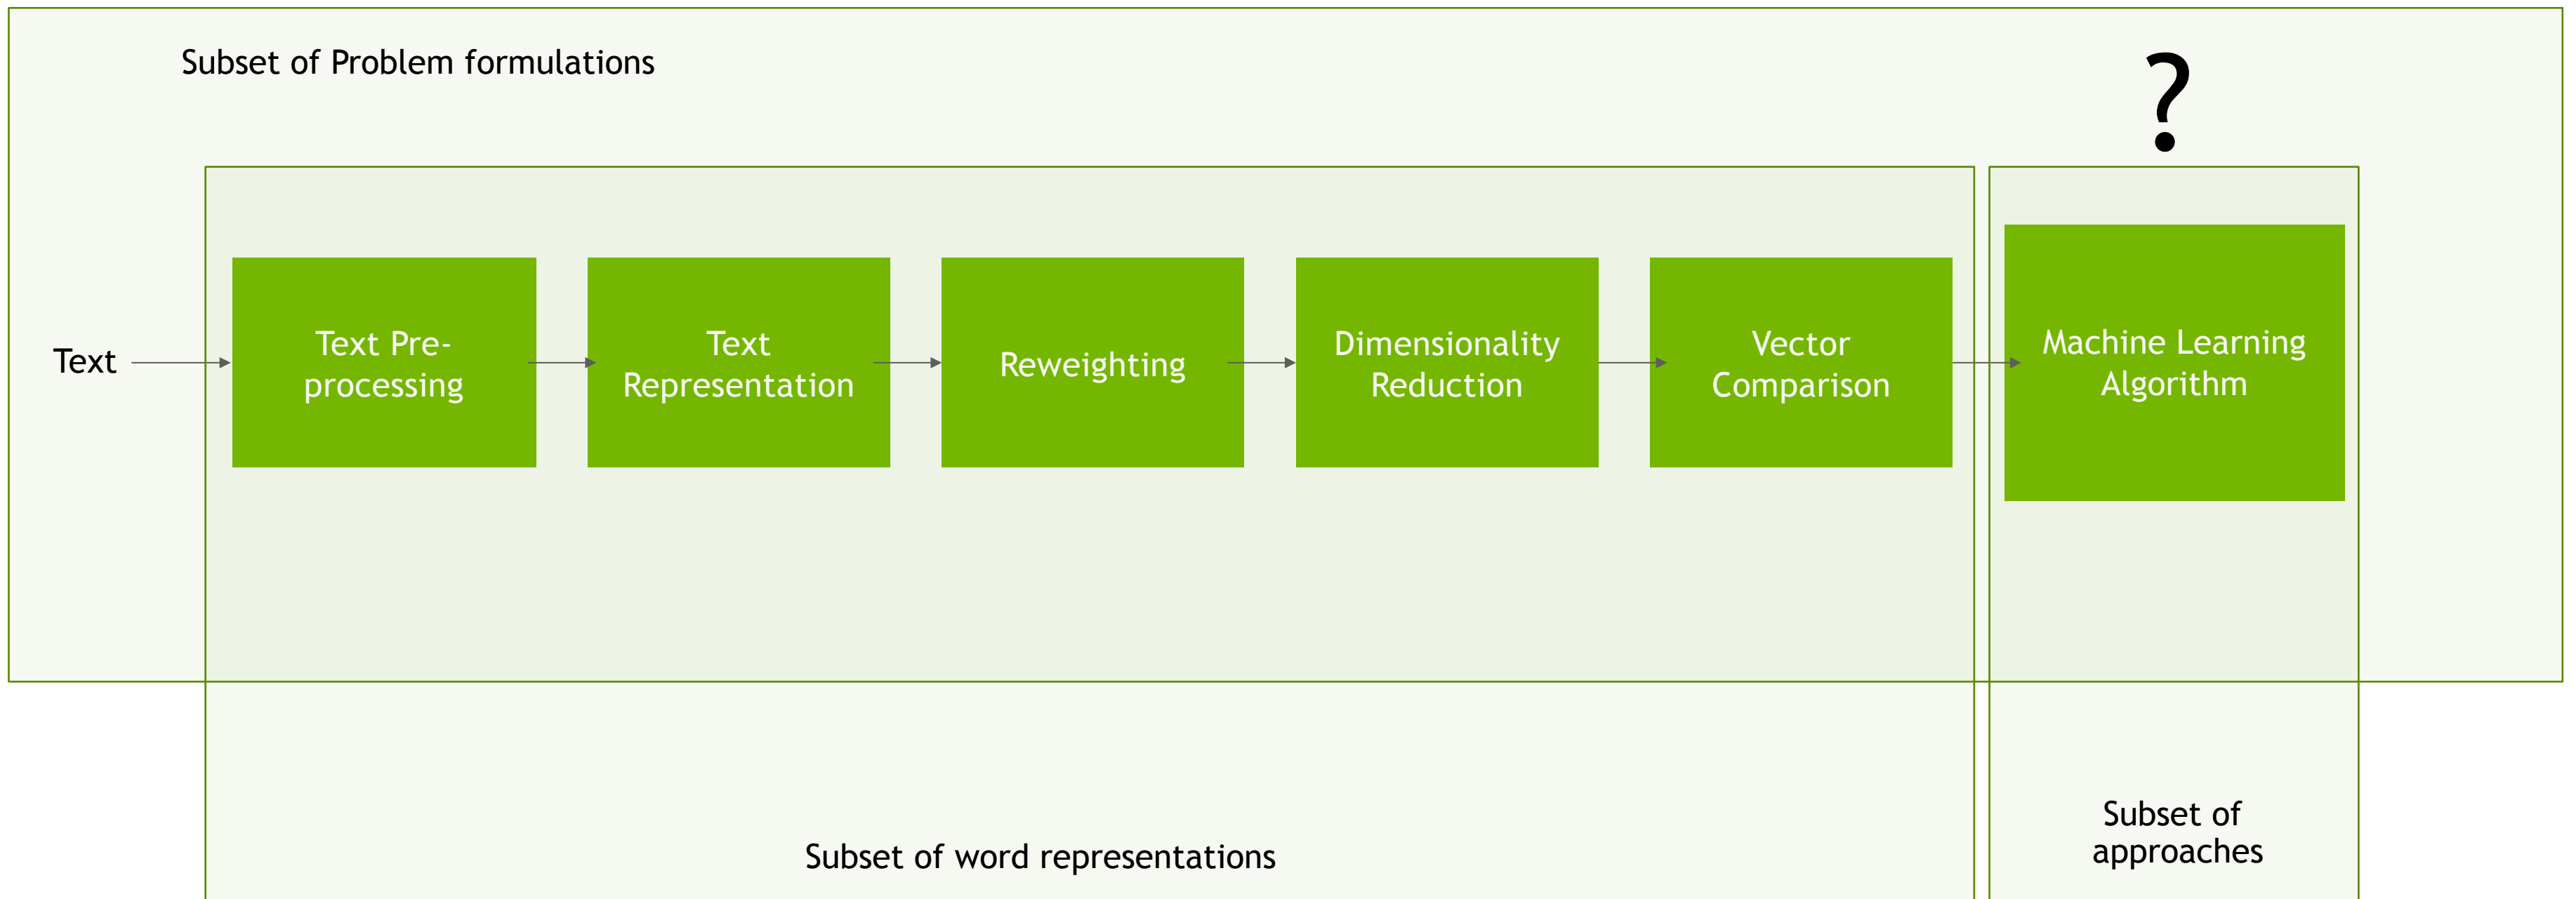 Subset of Problem formulations
?
Text
Text Pre-
processing
Text
Representation
Reweighting
Dimensionality
Reduction
Vector
Comparison
Machine Learning
Algorithm
Subset of word representations
Subset of
approaches